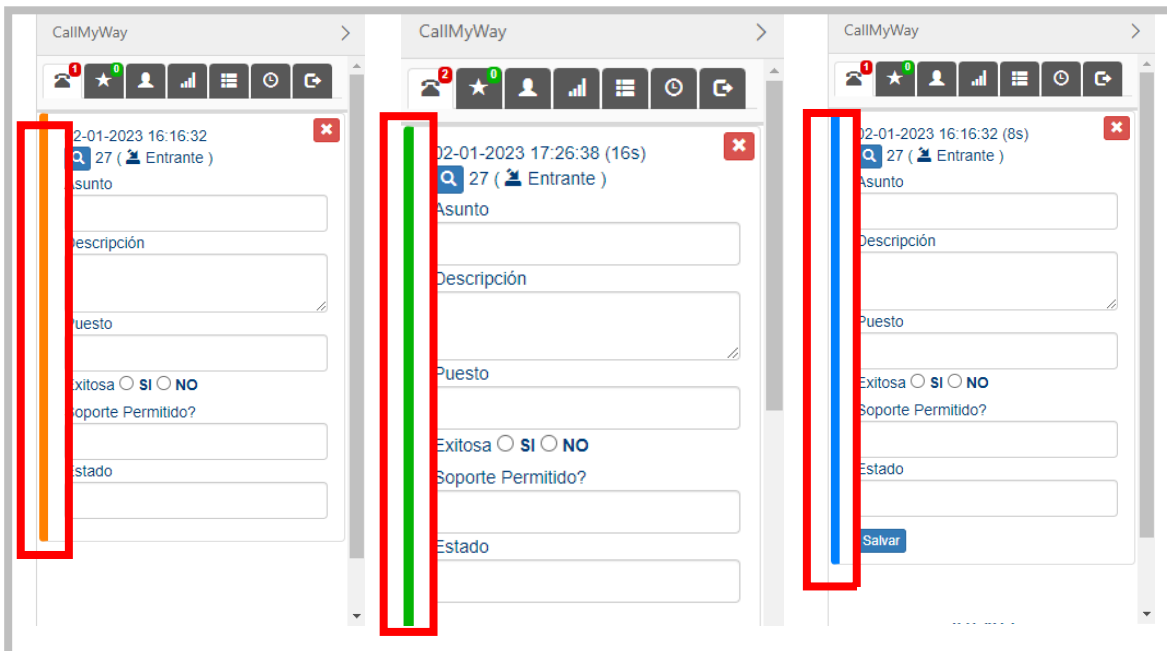 CallMyWay
1 0
02-01-2023 16:16:32
27 ( Entrante )
Asunto
Descripción
Puesto
Exitosa SI NO
Soporte Permitido?
Estado
CallMyWay
2 0
02-01-2023 17:26:38 (16s)
27 ( Entrante )
Asunto
Descripción
Puesto
Exitosa SI NO
Soporte Permitido?
Estado
CallMyWay
1 0
02-01-2023 16:16:32 (8s)
27 ( Entrante )
Asunto
Descripción
Puesto
Exitosa SI NO
Soporte Permitido?
Estado
Salvar